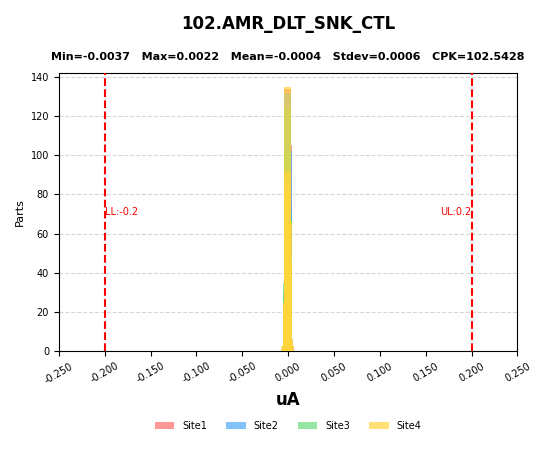 102.AMR_DLT_SNK_CTL
Min=-0.0037 Max=0.0022 Mean=-0.0004 Stdev=0.0006 CPK=102.5428
140
120
100
80
60
40
20
0
Parts
LL:-0.2
UL:0.2
-0.250 -0.200 -0.150 -0.100 -0.050 0.000 0.050 0.100 0.150 0.200 0.250
uA
Site1 Site2 Site3 Site4